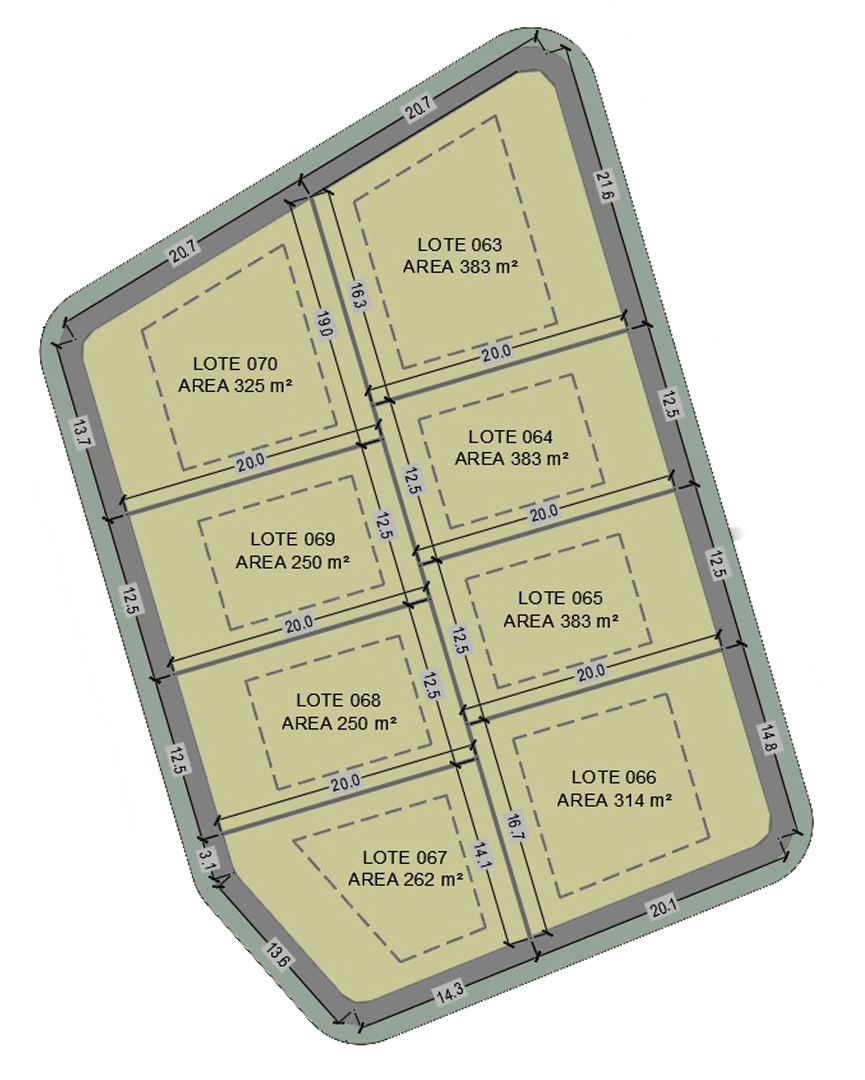 20.7
20.7
21.6
LOTE 063
AREA 383 m²
16.3
19.0
20.0
LOTE 070
AREA 325 m²
13.7
20.0
12.5
LOTE 064
AREA 383 m²
12.5
12.5
20.0
LOTE 069
AREA 250 m²
12.5
12.5
LOTE 065
AREA 383 m²
20.0
12.5
20.0
LOTE 068
AREA 250 m²
12.5
12.5
20.0
14.8
LOTE 066
AREA 314 m²
16.7
3.1
LOTE 067
AREA 262 m²
14.1
20.1
13.6
14.3